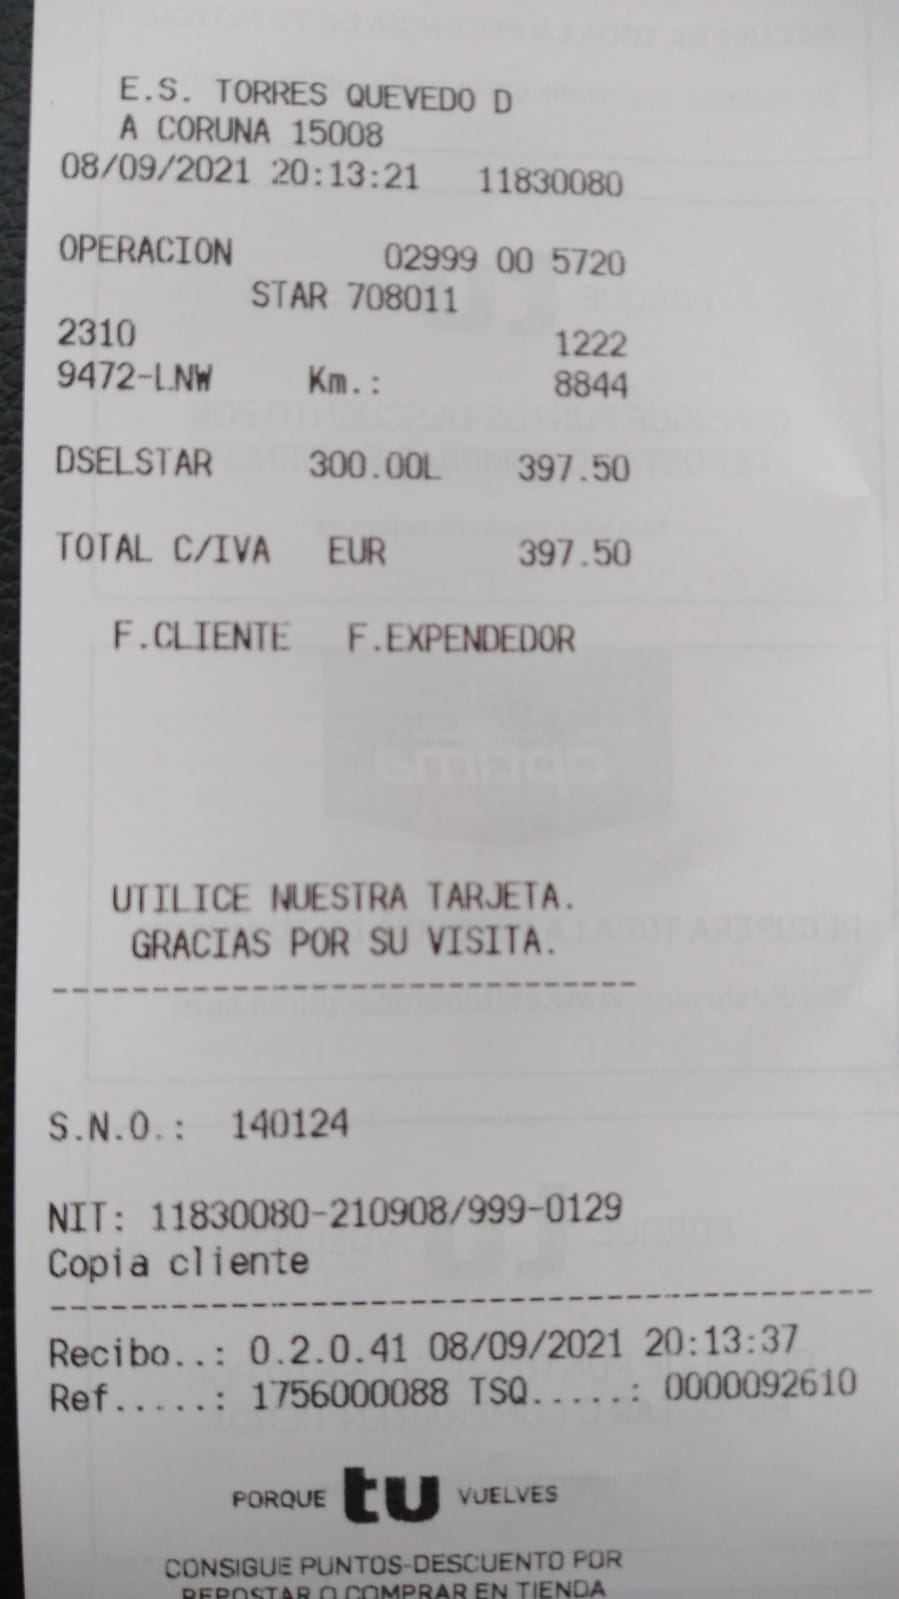 E.S. TORRES QUEVEDO D
A CORUNA 15008
08/09/2021 20:13:21 11830080
OPERACION 02999 00 5720
STAR 708011
2310 1222
9472-LNW Km.: 8844
DSELSTAR 300.00L 397.50
TOTAL C/IVA EUR 397.50
F.CLIENTE F.EXPENDEDOR
UTILICE NUESTRA TARJETA.
GRACIAS POR SU VISITA.
--------------------------------
S.N.O.: 140124
NIT: 11830080-210908/999-0129
Copia cliente
------------------------------------------
Recibo..: 0.2.0.41 08/09/2021 20:13:37
Ref.....: 1756000088 TSQ.....: 0000092610
PORQUE tu VUELVES
CONSIGUE PUNTOS-DESCUENTO POR
REPOSTAR O COMPRAR EN TIENDA